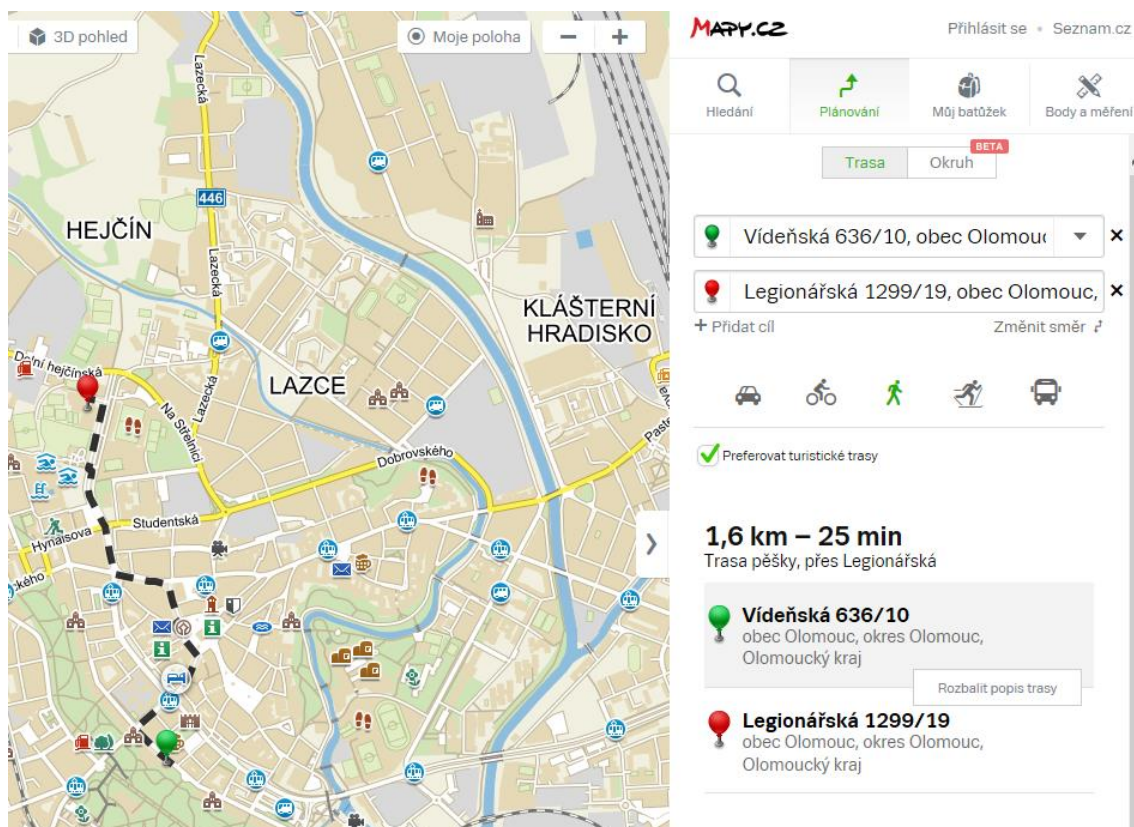 3D pohled
Moje poloha
Lazecká
446
HEJČÍN
Lazecká
KLÁŠTERNÍ
HRADISKO
Dolní hejčínská
LAZCE
Lazecká
Na Střelnici
Dobrovského
Studentská
Hynaisova
MAPY.CZ
Přihlásit se • Seznam.cz
Hledání
Plánování
Můj batůžek
Body a měření
BETA
Trasa
Okruh
Vídeňská 636/10, obec Olomouc
Legionářská 1299/19, obec Olomouc,
+ Přidat cíl
Změnit směr
Preferovat turistické trasy
1,6 km – 25 min
Trasa pěšky, přes Legionářská
Vídeňská 636/10
obec Olomouc, okres Olomouc,
Olomoucký kraj
Rozbalit popis trasy
Legionářská 1299/19
obec Olomouc, okres Olomouc,
Olomoucký kraj